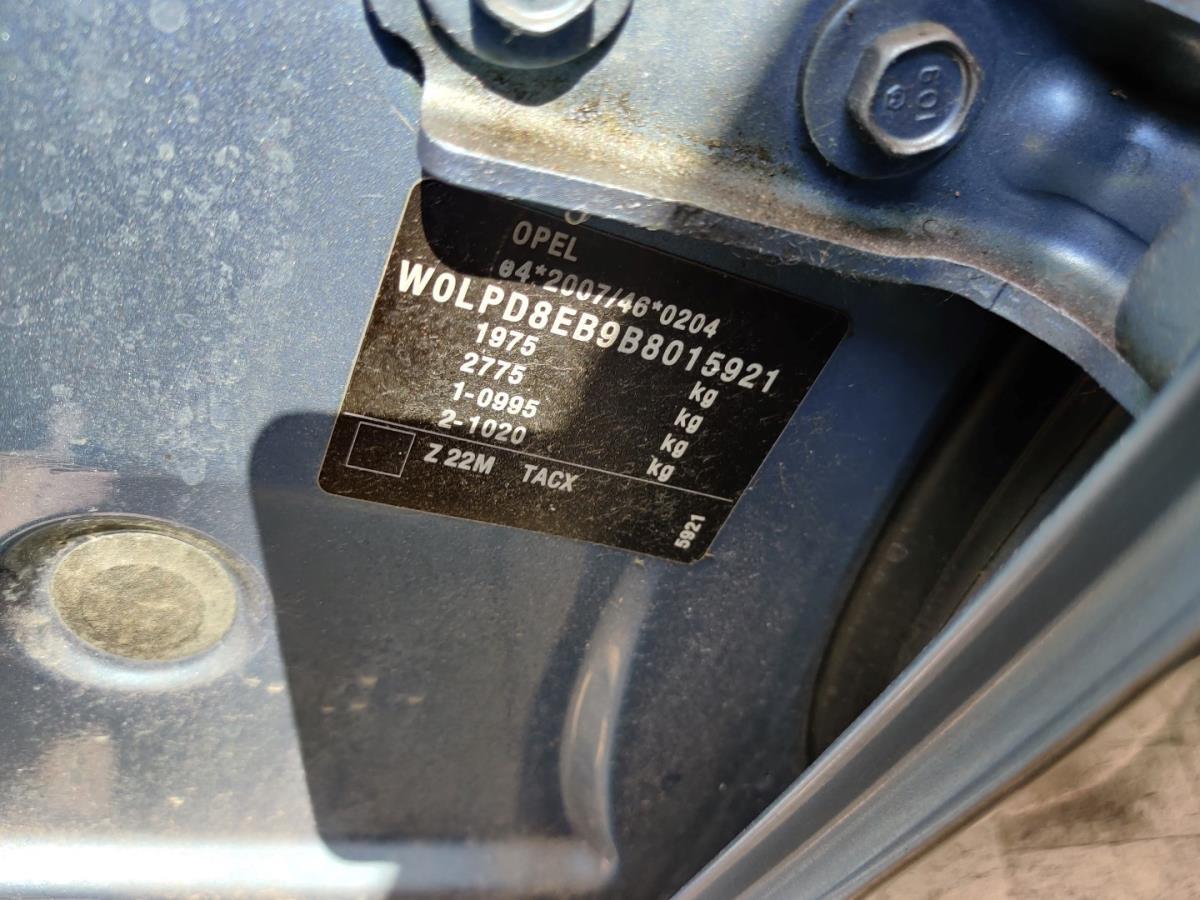 109
OPEL
e4*2007/46*0204
W0LPD8EB9B8015921
1975 kg
2775 kg
1-0995 kg
2-1020 kg
Z 22M TACX
5921